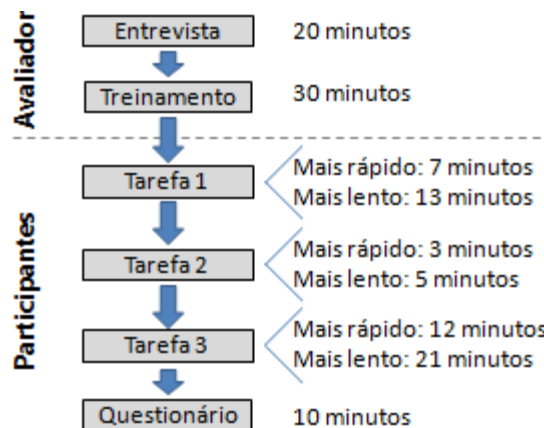 Avaliador
Entrevista
20 minutos
Treinamento
30 minutos
Participantes
Tarefa 1
Mais rápido: 7 minutos
Mais lento: 13 minutos
Tarefa 2
Mais rápido: 3 minutos
Mais lento: 5 minutos
Tarefa 3
Mais rápido: 12 minutos
Mais lento: 21 minutos
Questionário
10 minutos